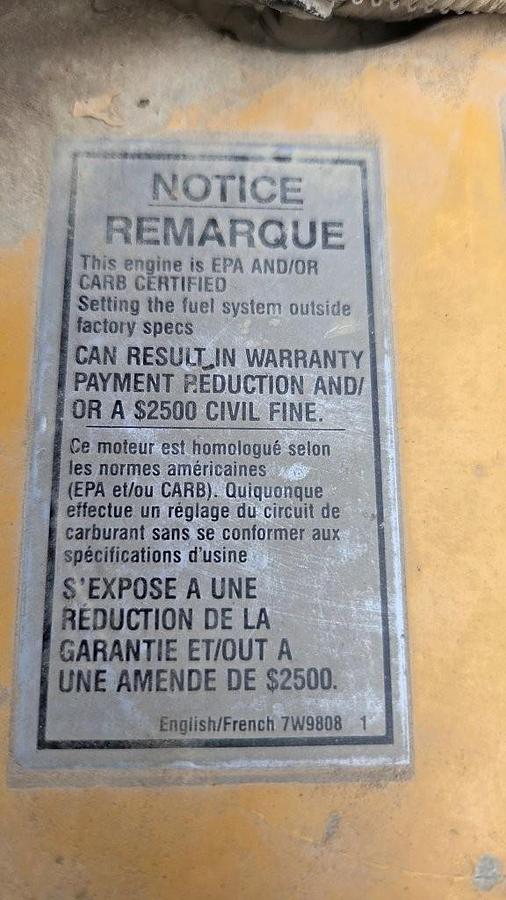 NOTICE
REMARQUE
This engine is EPA AND/OR
CARB CERTIFIED
Setting the fuel system outside
factory specs
CAN RESULT IN WARRANTY
PAYMENT REDUCTION AND/
OR A $2500 CIVIL FINE.
Ce moteur est homologué selon
les normes américaines
(EPA et/ou CARB). Quiquonque
effectue un réglage du circuit de
carburant sans se conformer aux
spécifications d'usine
S'EXPOSE A UNE
RÉDUCTION DE LA
GARANTIE ET/OUT A
UNE AMENDE DE $2500.
English/French 7W9808 1